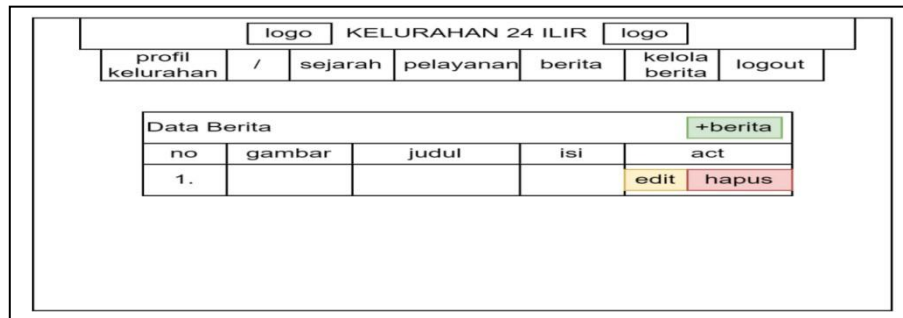 logo KELURAHAN 24 ILIR logo
profil kelurahan / sejarah pelayanan berita kelola berita logout
Data Berita +berita
no gambar judul isi act
1. edit hapus